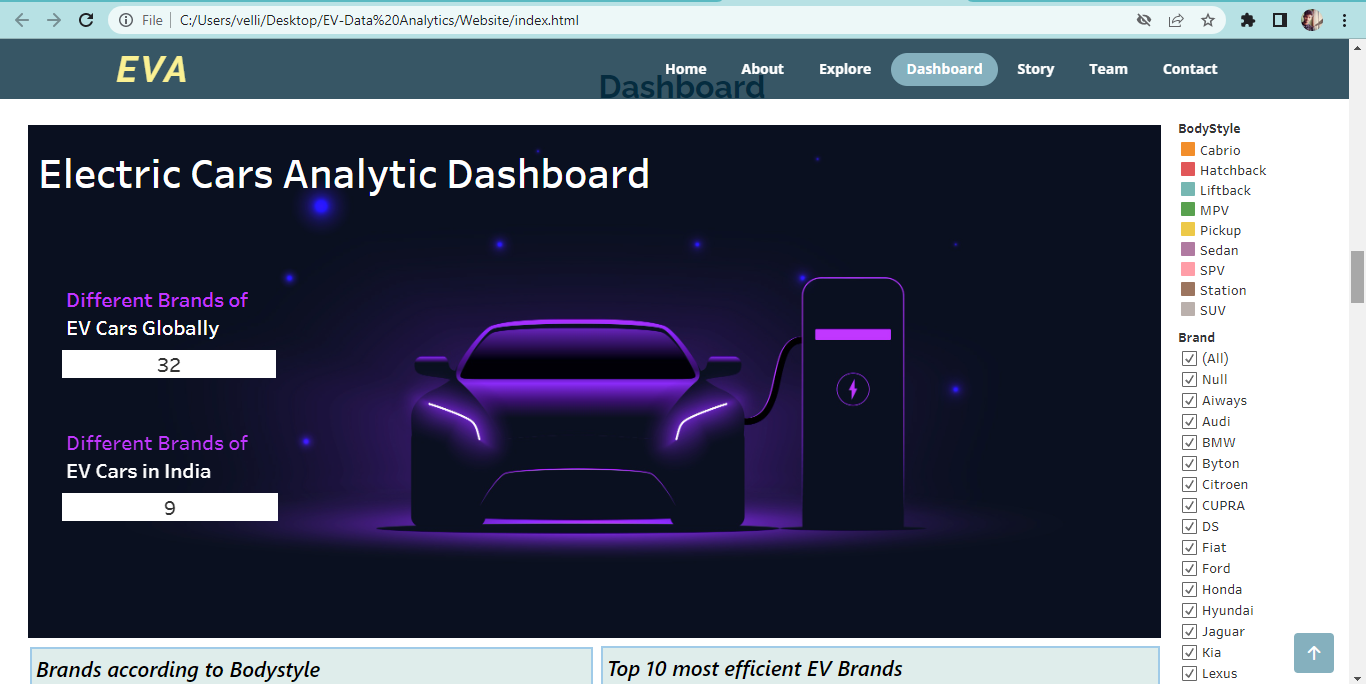 File | C:/Users/velli/Desktop/EV-Data%20Analytics/Website/index.html
EVA
Home About Explore Dashboard Story Team Contact
Dashboard
Electric Cars Analytic Dashboard
Different Brands of
EV Cars Globally
32
Different Brands of
EV Cars in India
9
Brands according to Bodystyle
Top 10 most efficient EV Brands
BodyStyle
Cabrio
Hatchback
Liftback
MPV
Pickup
Sedan
SPV
Station
SUV
Brand
(All)
Null
Aiways
Audi
BMW
Byton
Citroen
CUPRA
DS
Fiat
Ford
Honda
Hyundai
Jaguar
Kia
Lexus